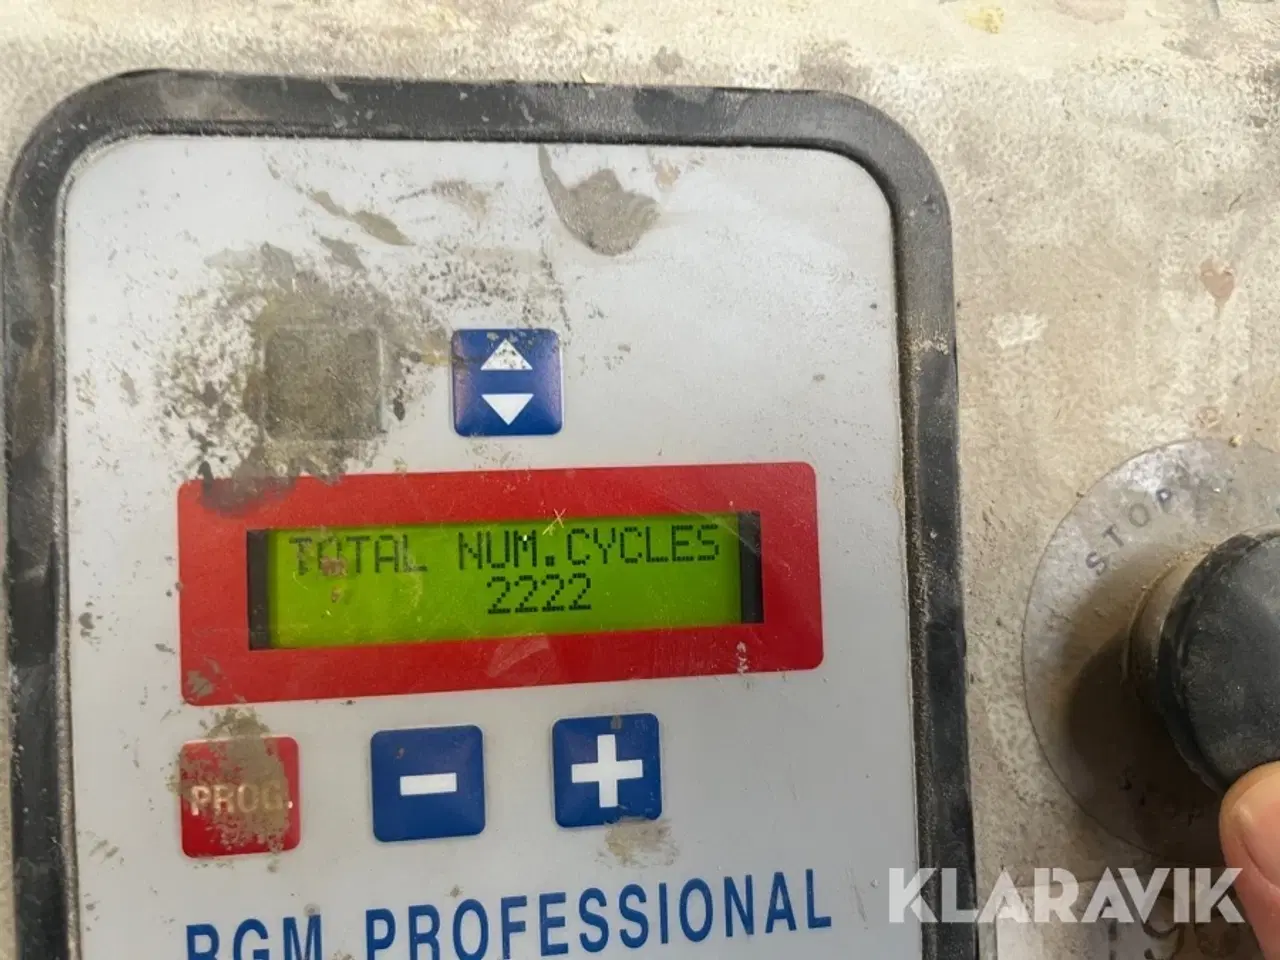 STOP
TOTAL NUM.CYCLES
2222
PROG.
RGM PROFESSIONAL
KLARAVIK